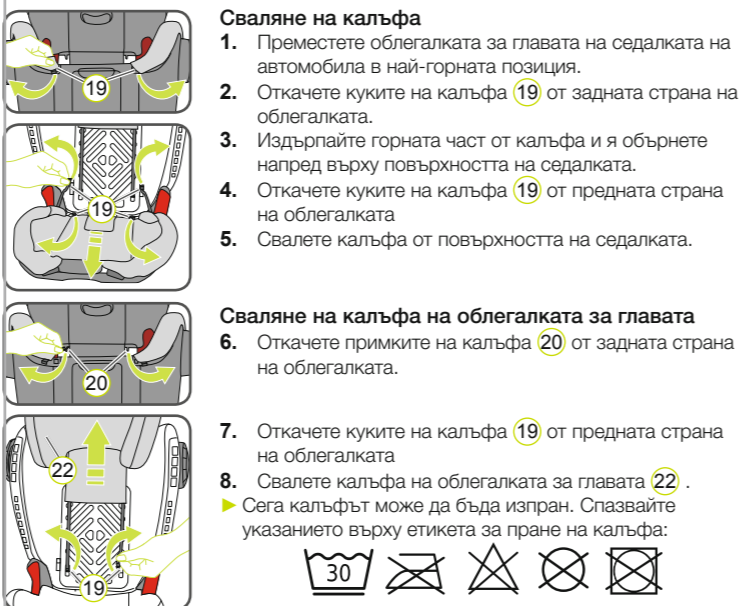 Сваляне на калъфа
1. Преместете облегалката за главата на седалката на
автомобила в най-горната позиция.
2. Откачете куките на калъфа 19 от задната страна на
облегалката.
3. Издърпайте горната част от калъфа и я обърнете
напред върху повърхността на седалката.
4. Откачете куките на калъфа 19 от предната страна
на облегалката
5. Свалете калъфа от повърхността на седалката.
19
19
Сваляне на калъфа на облегалката за главата
6. Откачете примките на калъфа 20 от задната страна
на облегалката.
20
7. Откачете куките на калъфа 19 от предната страна
на облегалката
8. Свалете калъфа на облегалката за главата 22 .
► Сега калъфът може да бъда изпран. Спазвайте
указанието върху етикета за пране на калъфа:
22
19
30